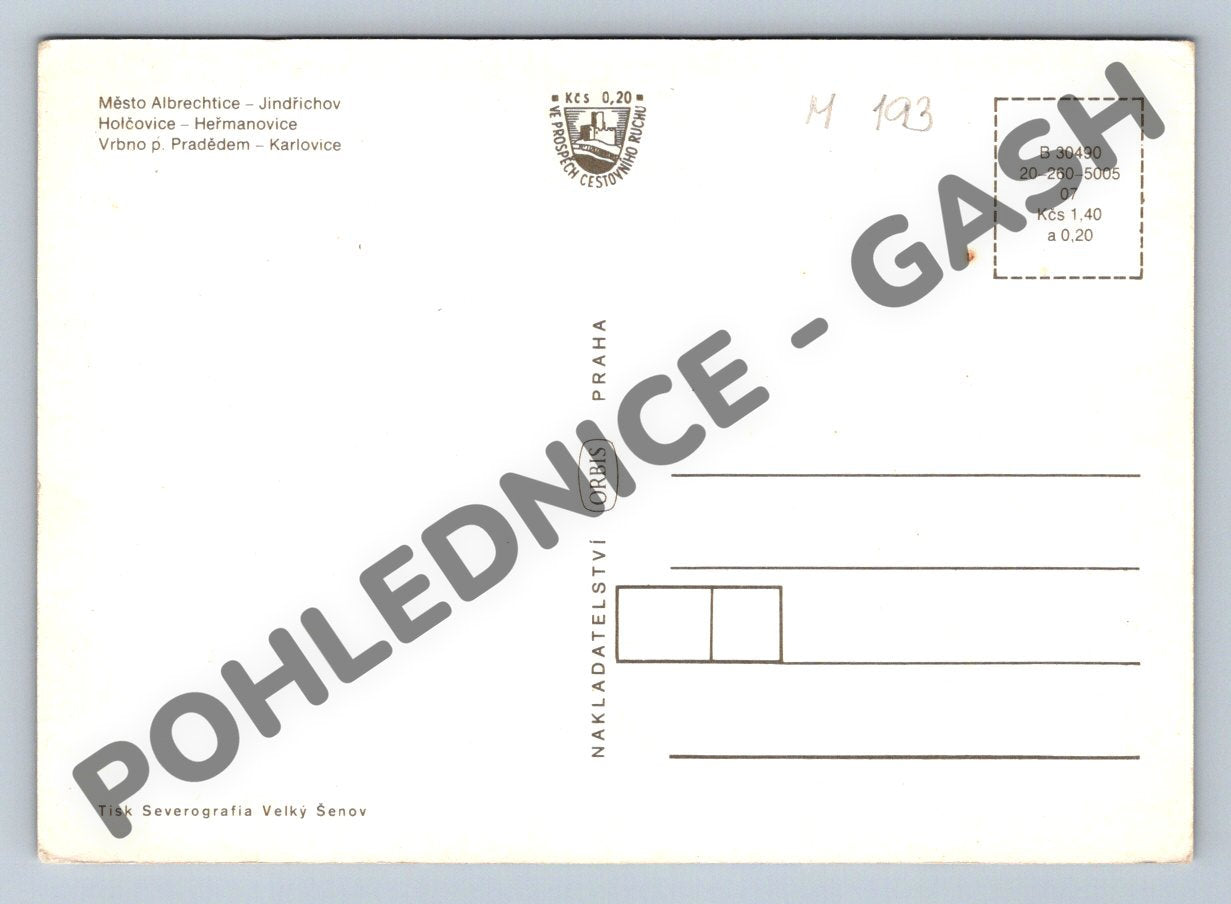 Město Albrechtice – Jindřichov
Holčovice – Heřmanovice
Vrbno p. Pradědem – Karlovice
Kčs 0,20
VE PROSPĚCH CESTOVNÍHO RUCHU
M 193
B 30490
20–260–5005
07
Kčs 1,40
a 0,20
NAKLADATELSTVÍ ORBIS PRAHA
POHLEDNICE - GASH
Tisk Severografia Velký Šenov